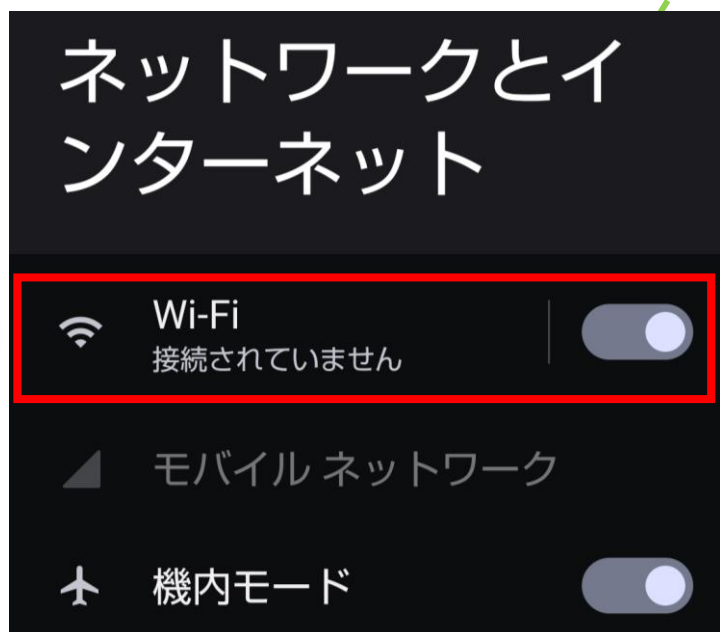 ネットワークとイ
ンターネット
Wi-Fi
接続されていません
モバイル ネットワーク
機内モード